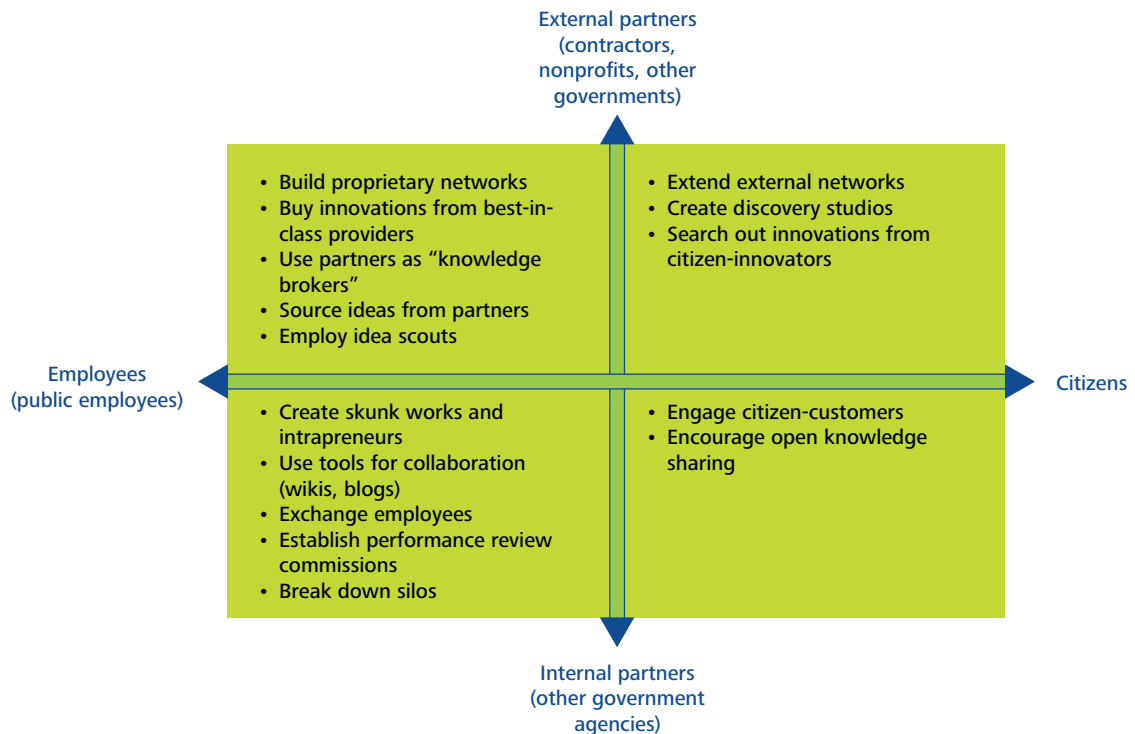 External partners
(contractors,
nonprofits, other
governments)
• Build proprietary networks
• Buy innovations from best-in-
class providers
• Use partners as “knowledge
brokers”
• Source ideas from partners
• Employ idea scouts
• Extend external networks
• Create discovery studios
• Search out innovations from
citizen-innovators
Employees
(public employees)
Citizens
• Create skunk works and
intrapreneurs
• Use tools for collaboration
(wikis, blogs)
• Exchange employees
• Establish performance review
commissions
• Break down silos
• Engage citizen-customers
• Encourage open knowledge
sharing
Internal partners
(other government
agencies)